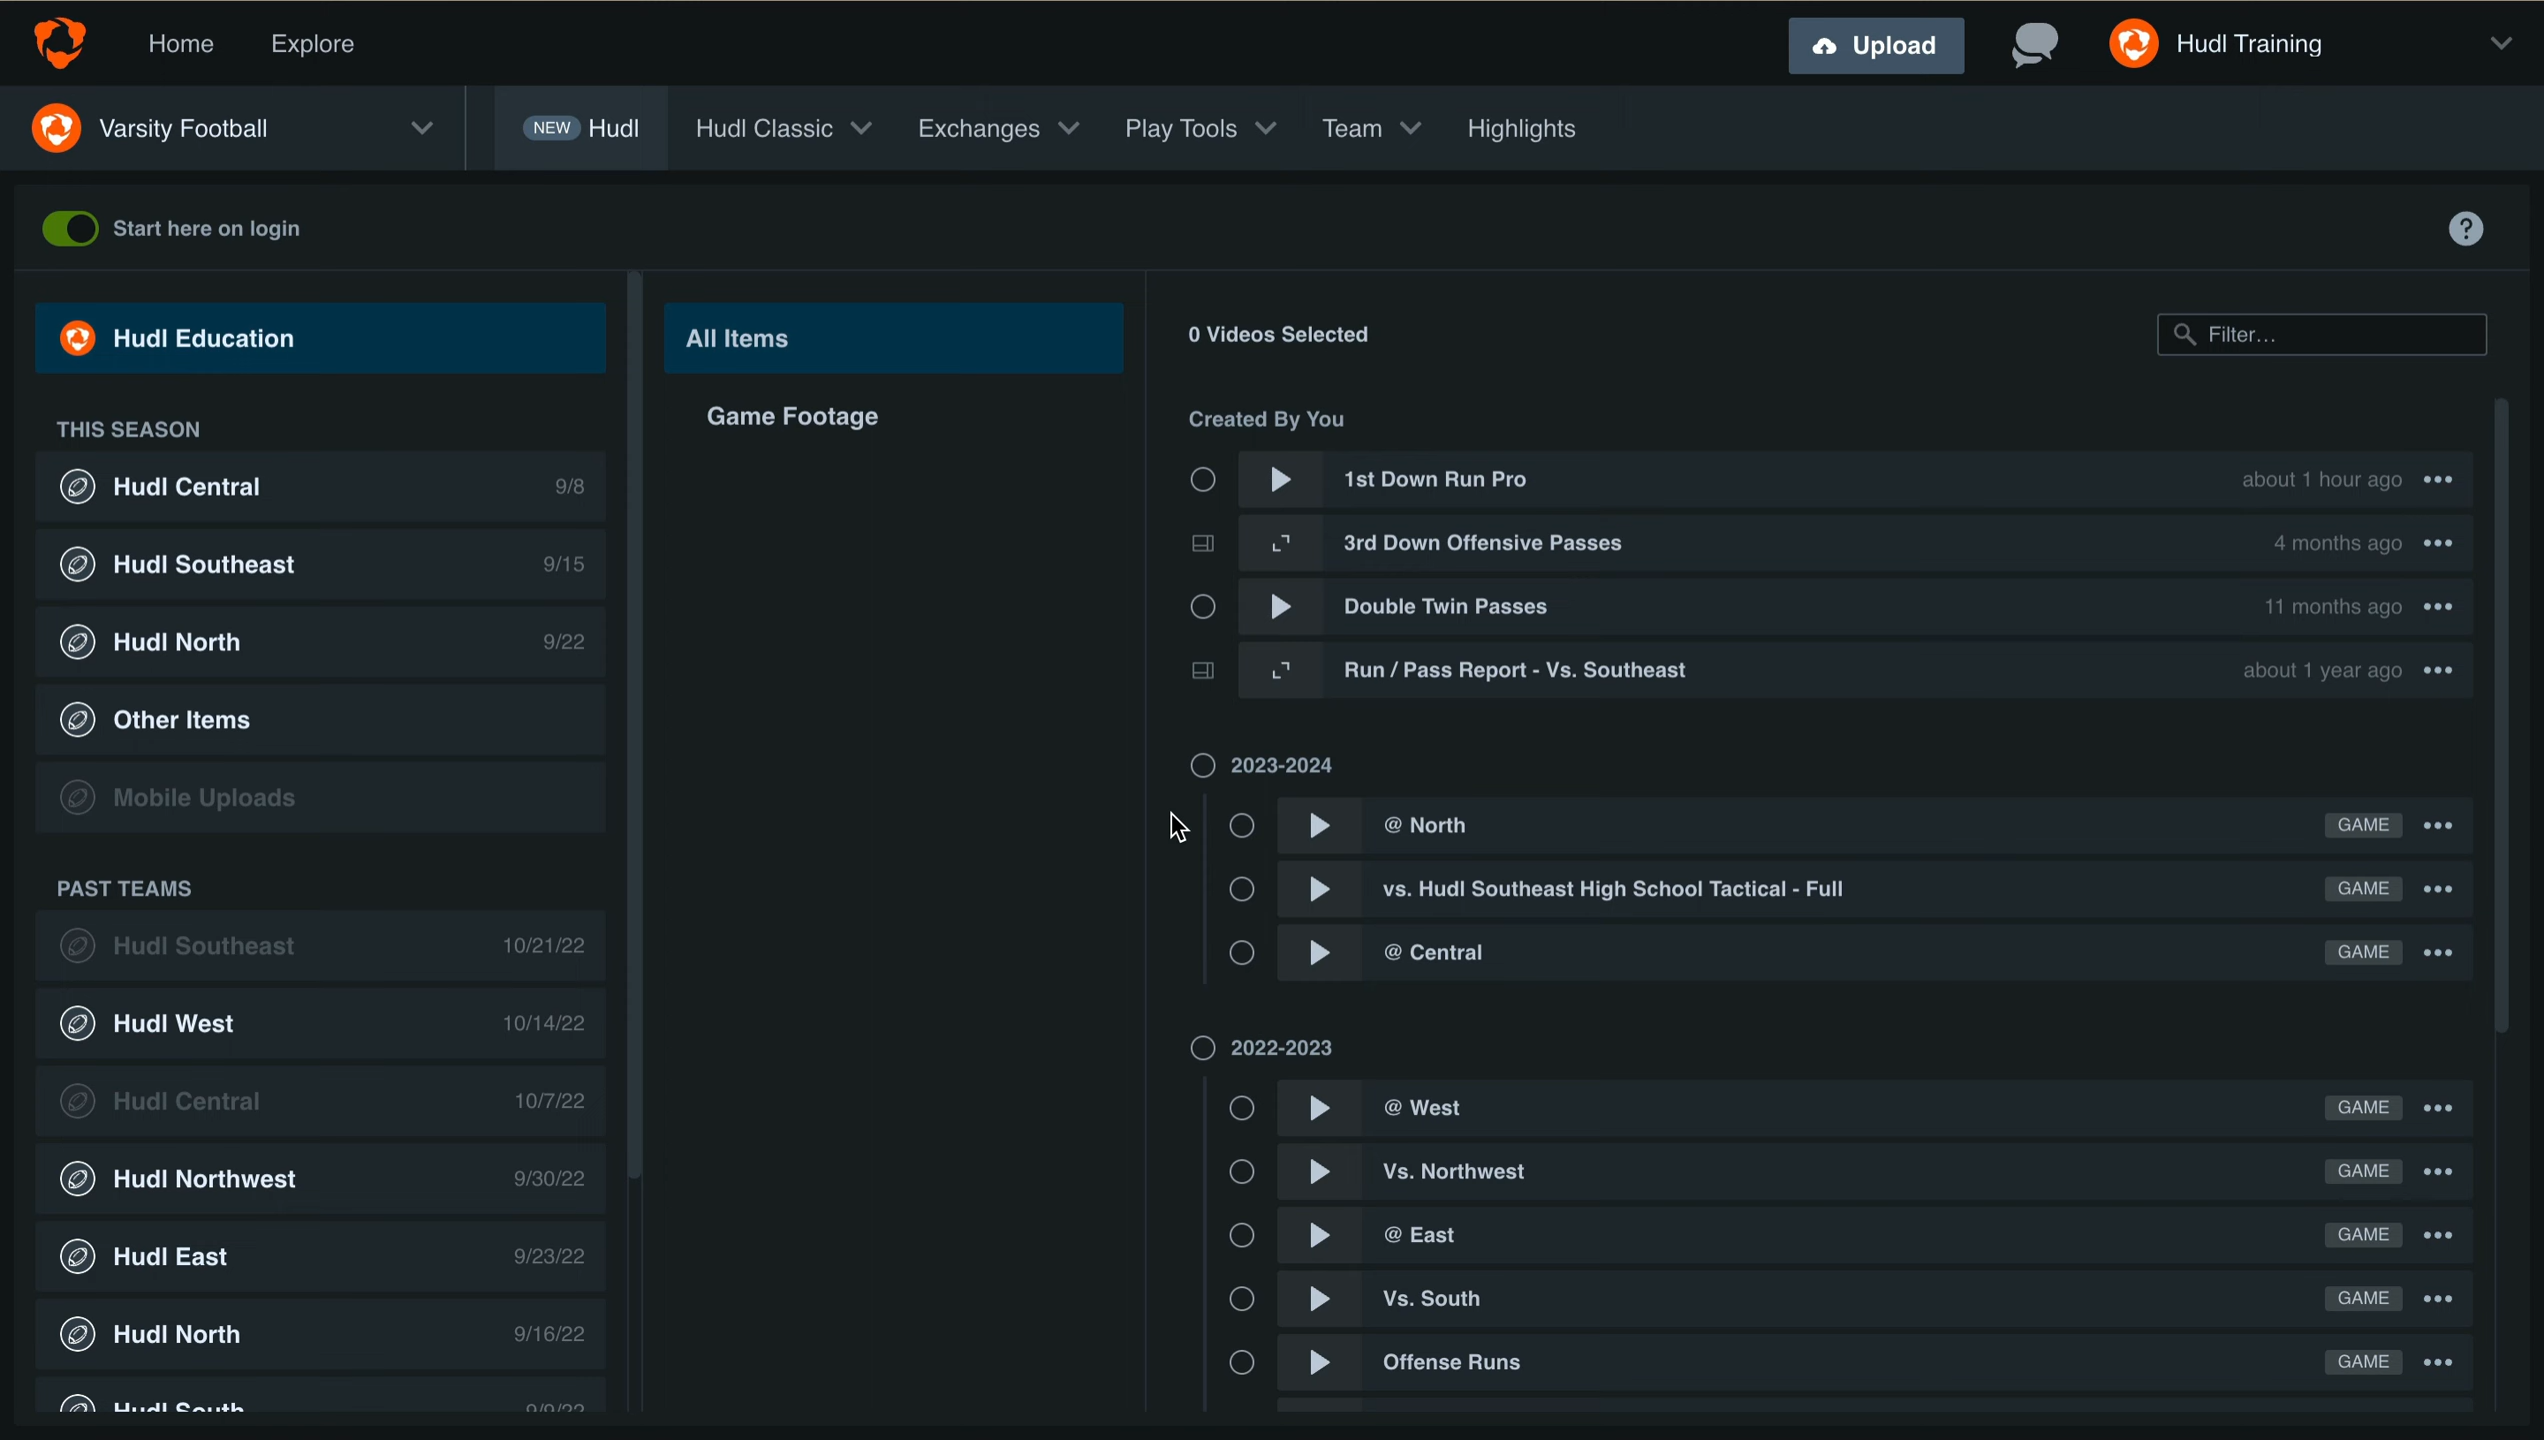 Home
Explore
Upload
Hudl Training
Varsity Football
NEW Hudl
Hudl Classic
Exchanges
Play Tools
Team
Highlights
Start here on login
?
Hudl Education
THIS SEASON
Hudl Central 9/8
Hudl Southeast 9/15
Hudl North 9/22
Other Items
Mobile Uploads
PAST TEAMS
Hudl Southeast 10/21/22
Hudl West 10/14/22
Hudl Central 10/7/22
Hudl Northwest 9/30/22
Hudl East 9/23/22
Hudl North 9/16/22
Hudl South 9/9/22
All Items
Game Footage
0 Videos Selected
Filter...
Created By You
1st Down Run Pro about 1 hour ago
3rd Down Offensive Passes 4 months ago
Double Twin Passes 11 months ago
Run / Pass Report - Vs. Southeast about 1 year ago
2023-2024
@ North GAME
vs. Hudl Southeast High School Tactical - Full GAME
@ Central GAME
2022-2023
@ West GAME
Vs. Northwest GAME
@ East GAME
Vs. South GAME
Offense Runs GAME